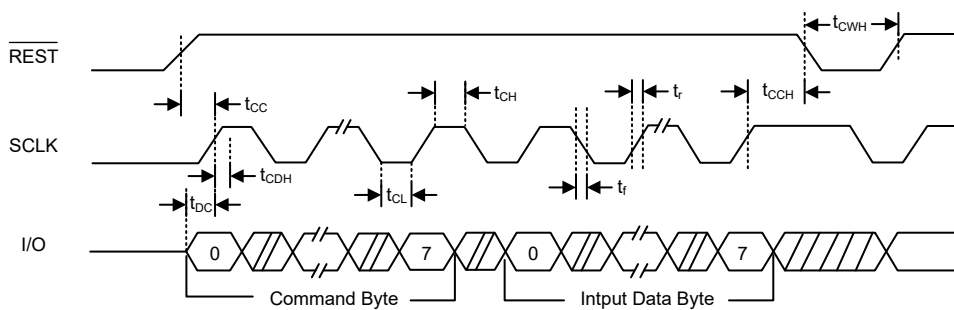 tCWH
REST
tCC
tCH
tr
tCCH
SCLK
tCDH
tCL
tf
tDC
I/O
0
7
0
7
Command Byte
Intput Data Byte